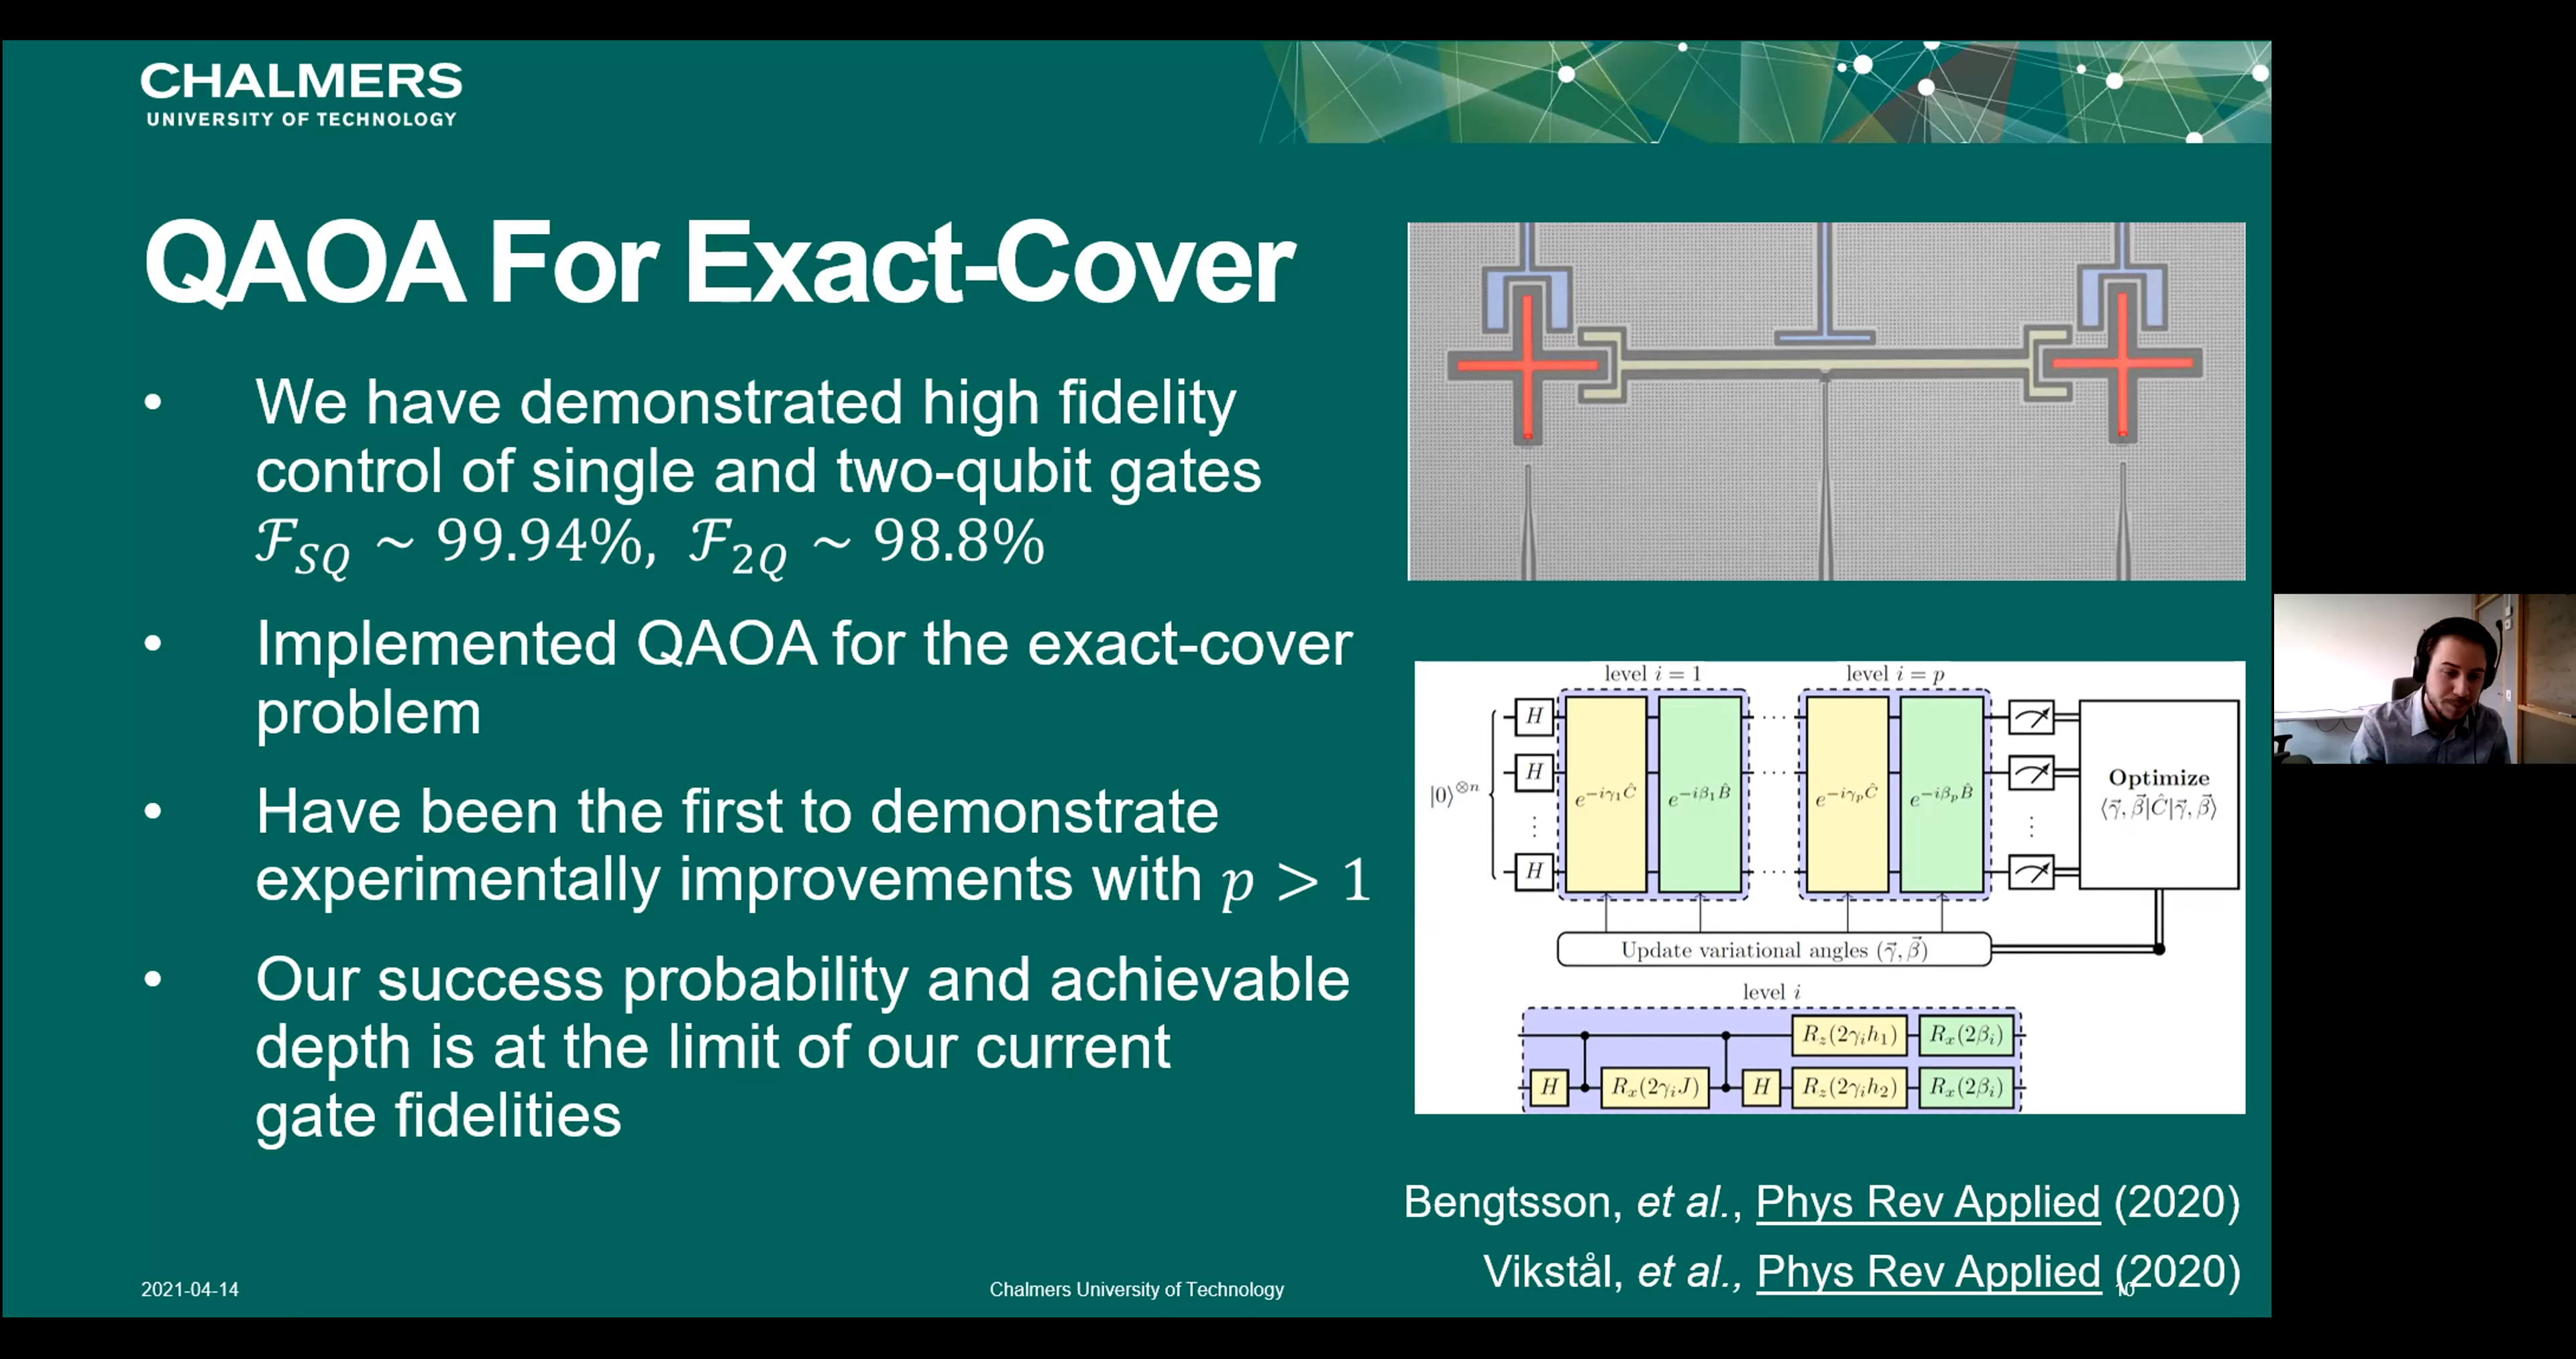 CHALMERS
UNIVERSITY OF TECHNOLOGY
QAOA For Exact-Cover
• We have demonstrated high fidelity
control of single and two-qubit gates
ℱ_SQ ~ 99.94%, ℱ_2Q ~ 98.8%
• Implemented QAOA for the exact-cover
problem
• Have been the first to demonstrate
experimentally improvements with p > 1
• Our success probability and achievable
depth is at the limit of our current
gate fidelities
level i = 1 level i = p
H
H
|0⟩^⊗n e^{-iγ₁Ĉ} e^{-iβ₁B̂} e^{-iγ_pĈ} e^{-iβ_pB̂}
H
Optimize
⟨γ⃗, β⃗|Ĉ|γ⃗, β⃗⟩
Update variational angles (γ⃗, β⃗)
level i
R_z(2γ_i h₁) R_x(2β_i)
H R_x(2γ_i J) H R_z(2γ_i h₂) R_x(2β_i)
Bengtsson, et al., Phys Rev Applied (2020)
Vikstål, et al., Phys Rev Applied (2020)
2021-04-14 Chalmers University of Technology 10